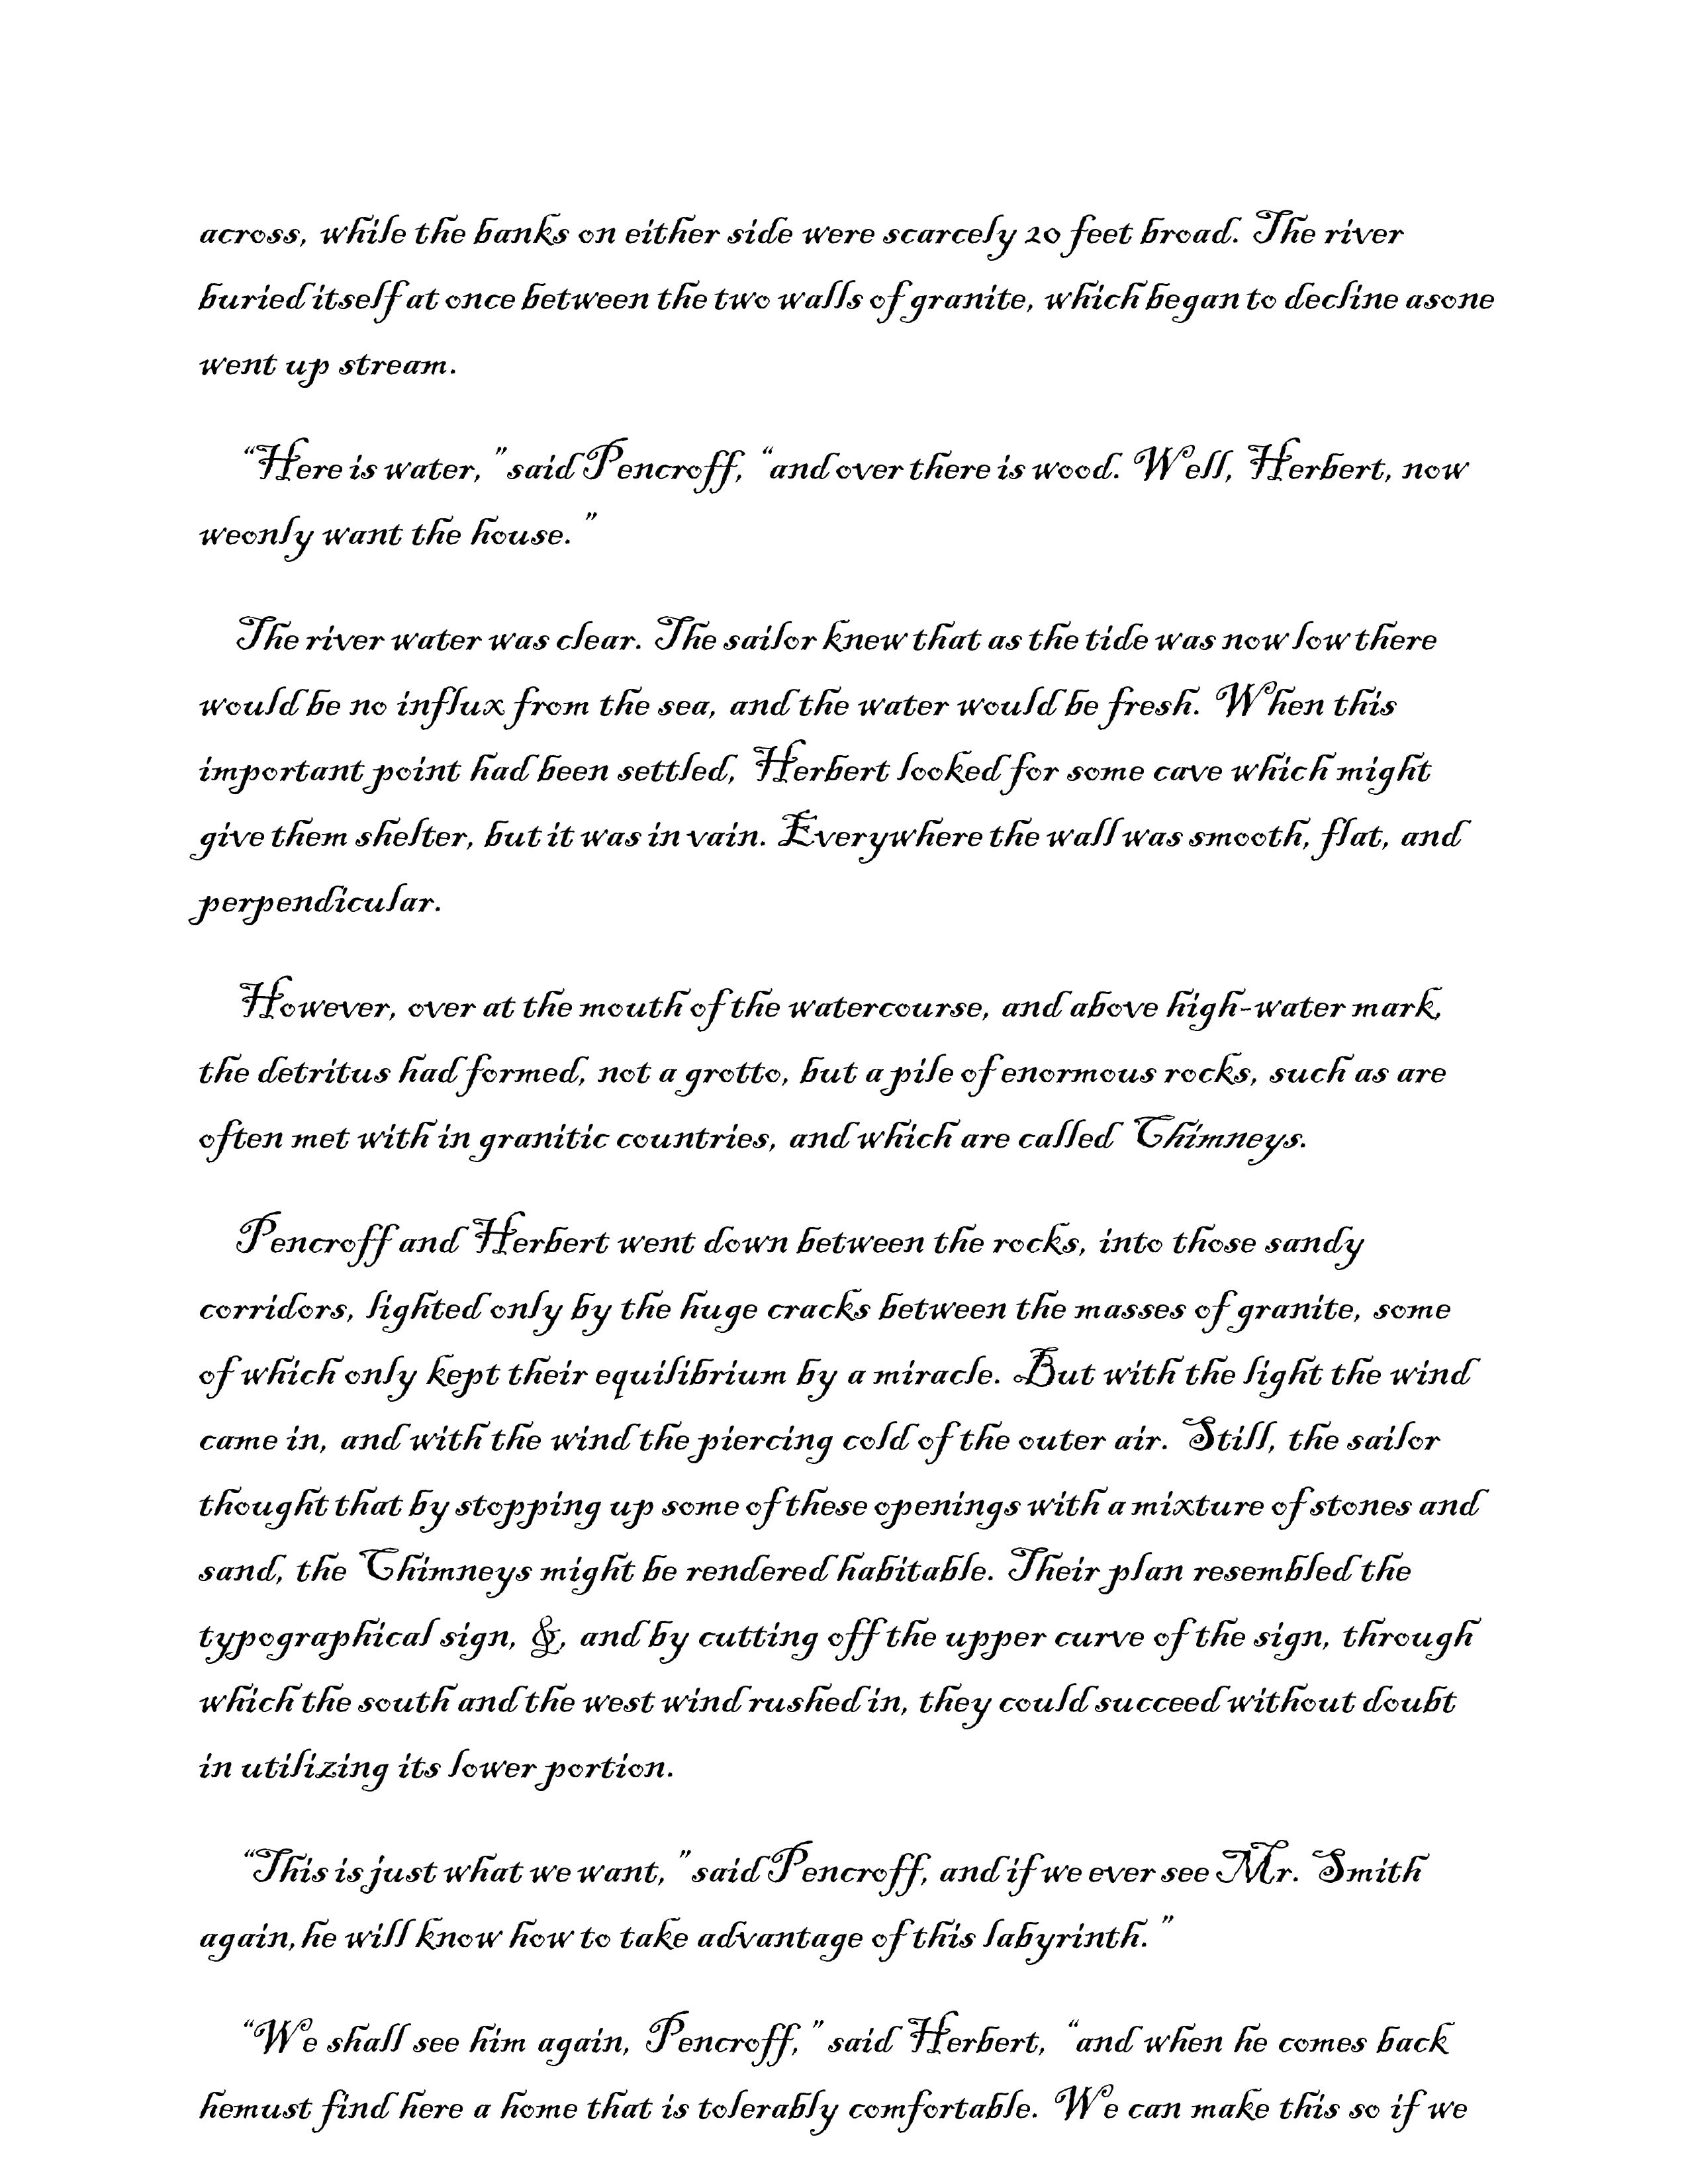 across, while the banks on either side were scarcely 20 feet broad. The river
buried itself at once between the two walls of granite, which began to decline asone
went up stream.
“Here is water,” said Pencroff, “and over there is wood. Well, Herbert, now
weonly want the house.”
The river water was clear. The sailor knew that as the tide was now low there
would be no influx from the sea, and the water would be fresh. When this
important point had been settled, Herbert looked for some cave which might
give them shelter, but it was in vain. Everywhere the wall was smooth, flat, and
perpendicular.
However, over at the mouth of the watercourse, and above high-water mark,
the detritus had formed, not a grotto, but a pile of enormous rocks, such as are
often met with in granitic countries, and which are called Chimneys.
Pencroff and Herbert went down between the rocks, into those sandy
corridors, lighted only by the huge cracks between the masses of granite, some
of which only kept their equilibrium by a miracle. But with the light the wind
came in, and with the wind the piercing cold of the outer air. Still, the sailor
thought that by stopping up some of these openings with a mixture of stones and
sand, the Chimneys might be rendered habitable. Their plan resembled the
typographical sign, &, and by cutting off the upper curve of the sign, through
which the south and the west wind rushed in, they could succeed without doubt
in utilizing its lower portion.
“This is just what we want,” said Pencroff, and if we ever see Mr. Smith
again, he will know how to take advantage of this labyrinth.”
“We shall see him again, Pencroff,” said Herbert, “and when he comes back
hemust find here a home that is tolerably comfortable. We can make this so if we